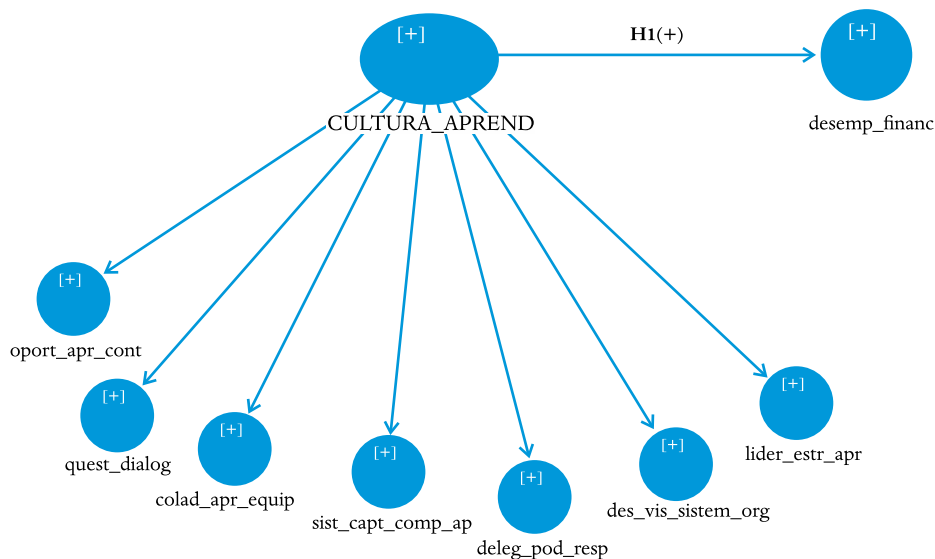 [+]
H1(+)
[+]
CULTURA_APREND
desemp_financ
[+]
oport_apr_cont
[+]
quest_dialog
[+]
colad_apr_equip
[+]
sist_capt_comp_ap
[+]
deleg_pod_resp
[+]
des_vis_sistem_org
[+]
lider_estr_apr